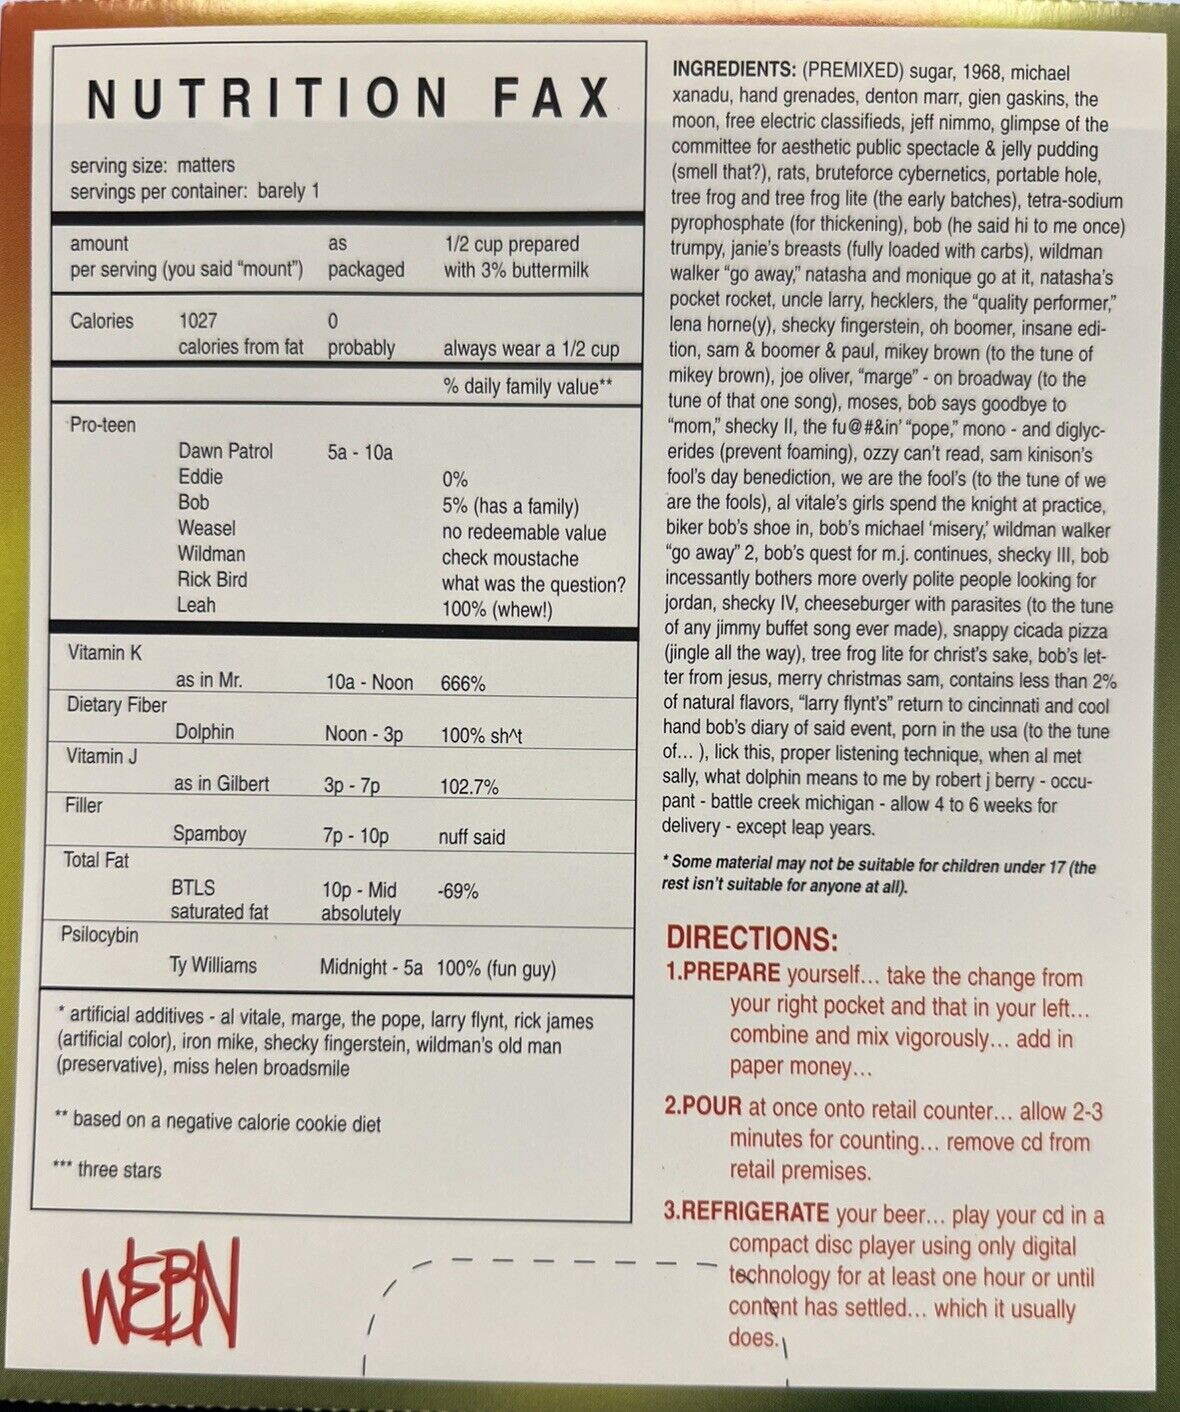 NUTRITION FAX
serving size: matters
servings per container: barely 1
amount as 1/2 cup prepared
per serving (you said "mount") packaged with 3% buttermilk
Calories 1027 0
calories from fat probably always wear a 1/2 cup
% daily family value**
Pro-teen
Dawn Patrol 5a - 10a
Eddie 0%
Bob 5% (has a family)
Weasel no redeemable value
Wildman check moustache
Rick Bird what was the question?
Leah 100% (whew!)
Vitamin K
as in Mr. 10a - Noon 666%
Dietary Fiber
Dolphin Noon - 3p 100% sh^t
Vitamin J
as in Gilbert 3p - 7p 102.7%
Filler
Spamboy 7p - 10p nuff said
Total Fat
BTLS 10p - Mid -69%
saturated fat absolutely
Psilocybin
Ty Williams Midnight - 5a 100% (fun guy)
* artificial additives - al vitale, marge, the pope, larry flynt, rick james
(artificial color), iron mike, shecky fingerstein, wildman's old man
(preservative), miss helen broadsmile
** based on a negative calorie cookie diet
*** three stars
WEBN
INGREDIENTS: (PREMIXED) sugar, 1968, michael
xanadu, hand grenades, denton marr, gien gaskins, the
moon, free electric classifieds, jeff nimmo, glimpse of the
committee for aesthetic public spectacle & jelly pudding
(smell that?), rats, bruteforce cybernetics, portable hole,
tree frog and tree frog lite (the early batches), tetra-sodium
pyrophosphate (for thickening), bob (he said hi to me once)
trumpy, janie's breasts (fully loaded with carbs), wildman
walker "go away," natasha and monique go at it, natasha's
pocket rocket, uncle larry, hecklers, the "quality performer,"
lena horne(y), shecky fingerstein, oh boomer, insane edi-
tion, sam & boomer & paul, mikey brown (to the tune of
mikey brown), joe oliver, "marge" - on broadway (to the
tune of that one song), moses, bob says goodbye to
"mom," shecky II, the fu@#&in' "pope," mono - and diglyc-
erides (prevent foaming), ozzy can't read, sam kinison's
fool's day benediction, we are the fool's (to the tune of we
are the fools), al vitale's girls spend the knight at practice,
biker bob's shoe in, bob's michael 'misery,' wildman walker
"go away" 2, bob's quest for m.j. continues, shecky III, bob
incessantly bothers more overly polite people looking for
jordan, shecky IV, cheeseburger with parasites (to the tune
of any jimmy buffet song ever made), snappy cicada pizza
(jingle all the way), tree frog lite for christ's sake, bob's let-
ter from jesus, merry christmas sam, contains less than 2%
of natural flavors, "larry flynt's" return to cincinnati and cool
hand bob's diary of said event, porn in the usa (to the tune
of... ), lick this, proper listening technique, when al met
sally, what dolphin means to me by robert j berry - occu-
pant - battle creek michigan - allow 4 to 6 weeks for
delivery - except leap years.
* Some material may not be suitable for children under 17 (the
rest isn't suitable for anyone at all).
DIRECTIONS:
1.PREPARE yourself... take the change from
your right pocket and that in your left...
combine and mix vigorously... add in
paper money...
2.POUR at once onto retail counter... allow 2-3
minutes for counting... remove cd from
retail premises.
3.REFRIGERATE your beer... play your cd in a
compact disc player using only digital
technology for at least one hour or until
content has settled... which it usually
does.